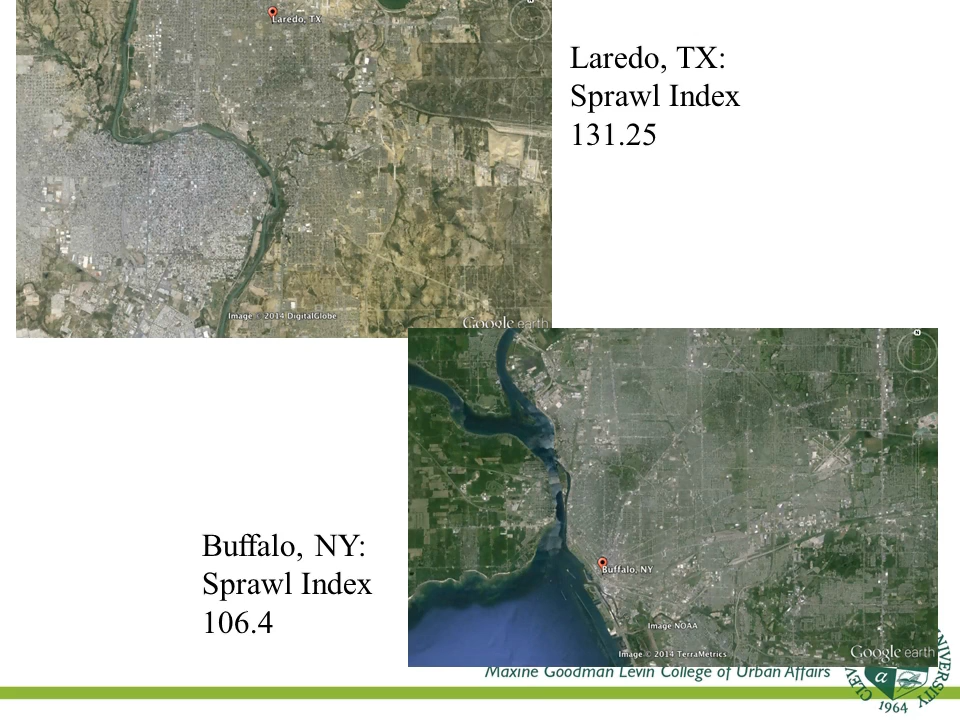 Laredo, TX
Laredo, TX:
Sprawl Index
131.25
Image © 2014 DigitalGlobe
Google earth
Buffalo, NY:
Sprawl Index
106.4
Buffalo, NY
Image NOAA
Image © 2014 TerraMetrics
Google earth
Maxine Goodman Levin College of Urban Affairs
1964